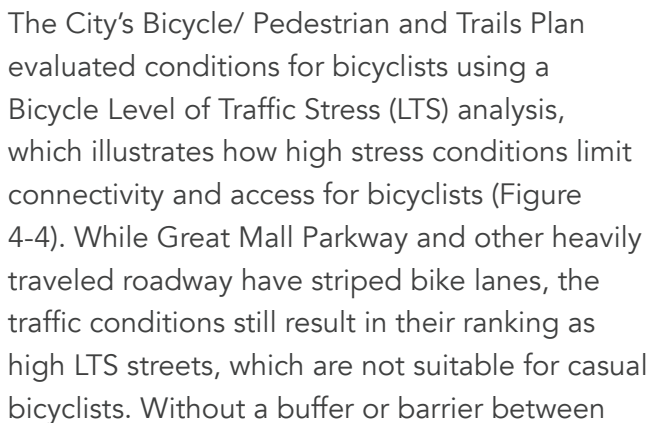 The City’s Bicycle/ Pedestrian and Trails Plan
evaluated conditions for bicyclists using a
Bicycle Level of Traffic Stress (LTS) analysis,
which illustrates how high stress conditions limit
connectivity and access for bicyclists (Figure
4-4). While Great Mall Parkway and other heavily
traveled roadway have striped bike lanes, the
traffic conditions still result in their ranking as
high LTS streets, which are not suitable for casual
bicyclists. Without a buffer or barrier between